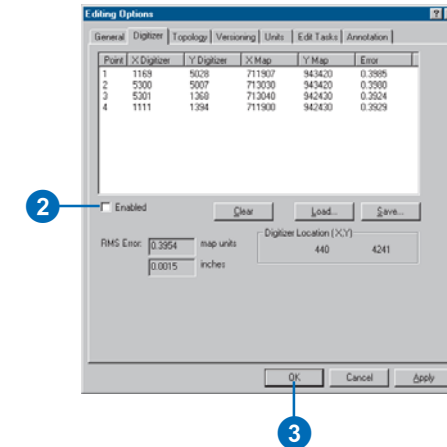 Editing Options
General Digitizer Topology Versioning Units Edit Tasks Annotation
Point X Digitizer Y Digitizer X Map Y Map Error
1 1169 5028 711907 943420 0.3985
2 5300 5007 713030 943420 0.3980
3 5301 1368 713040 942430 0.3924
4 1111 1394 711900 942430 0.3929
2
Enabled Clear Load... Save...
Digitizer Location (X,Y)
RMS Error: 0.3954 map units
440 4241
0.0015 inches
OK Cancel Apply
3